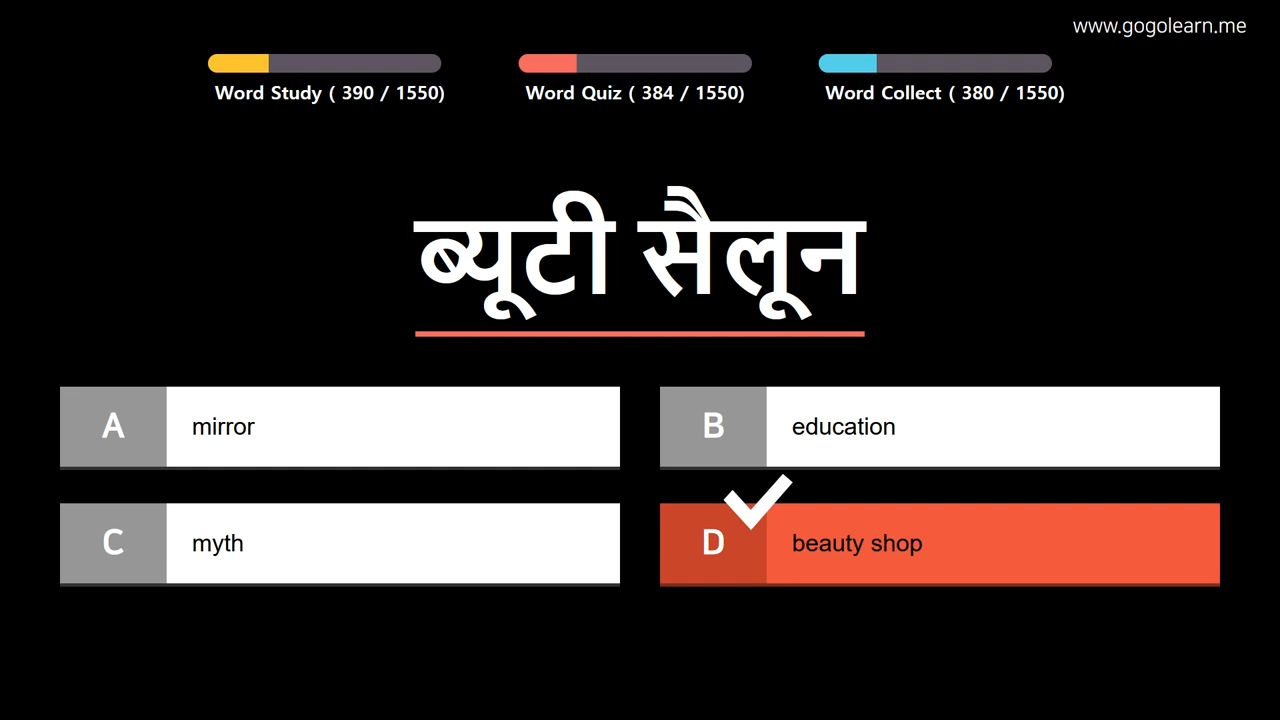 www.gogolearn.me
Word Study ( 390 / 1550)
Word Quiz ( 384 / 1550)
Word Collect ( 380 / 1550)
ब्यूटी सैलून
A mirror
B education
C myth
D beauty shop